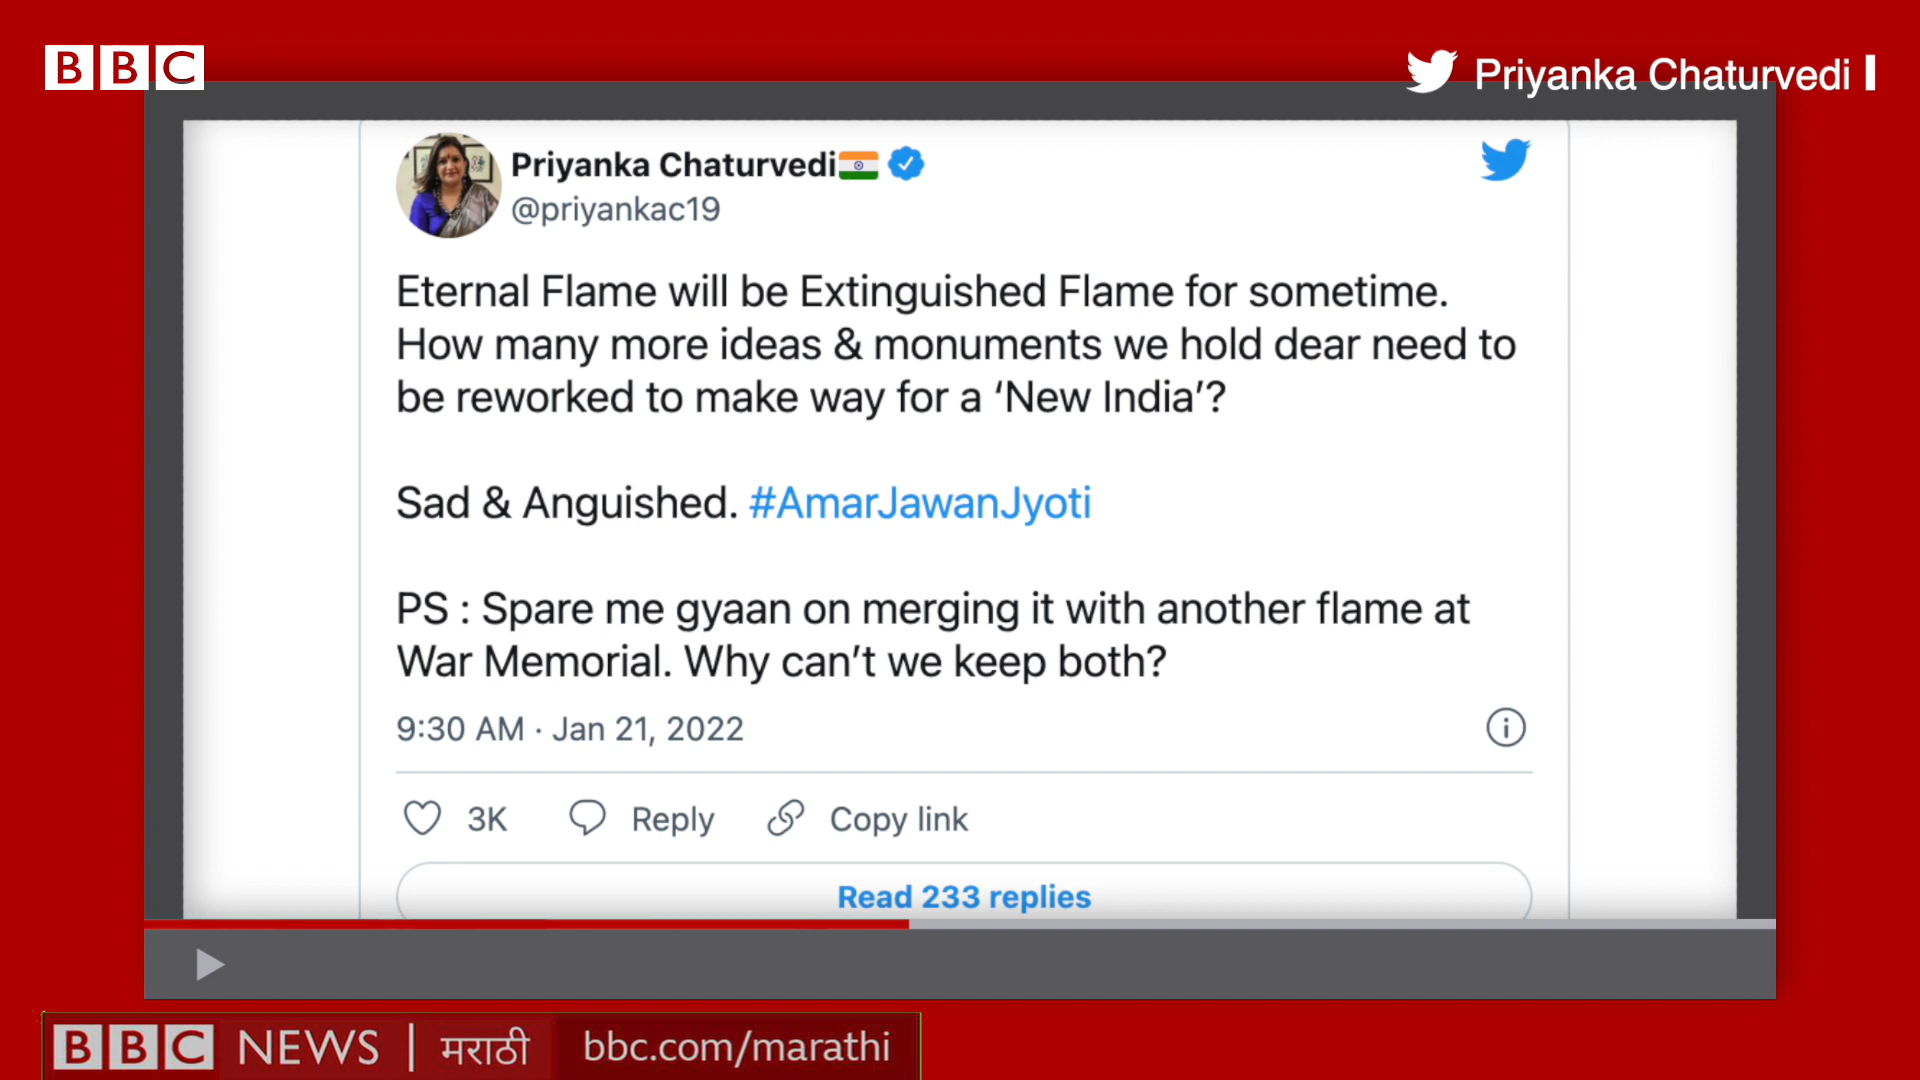 BBC
Priyanka Chaturvedi
Priyanka Chaturvedi
@priyankac19
Eternal Flame will be Extinguished Flame for sometime.
How many more ideas & monuments we hold dear need to
be reworked to make way for a ‘New India’?
Sad & Anguished. #AmarJawanJyoti
PS : Spare me gyaan on merging it with another flame at
War Memorial. Why can’t we keep both?
9:30 AM · Jan 21, 2022
3K Reply Copy link
Read 233 replies
BBC NEWS | मराठी bbc.com/marathi